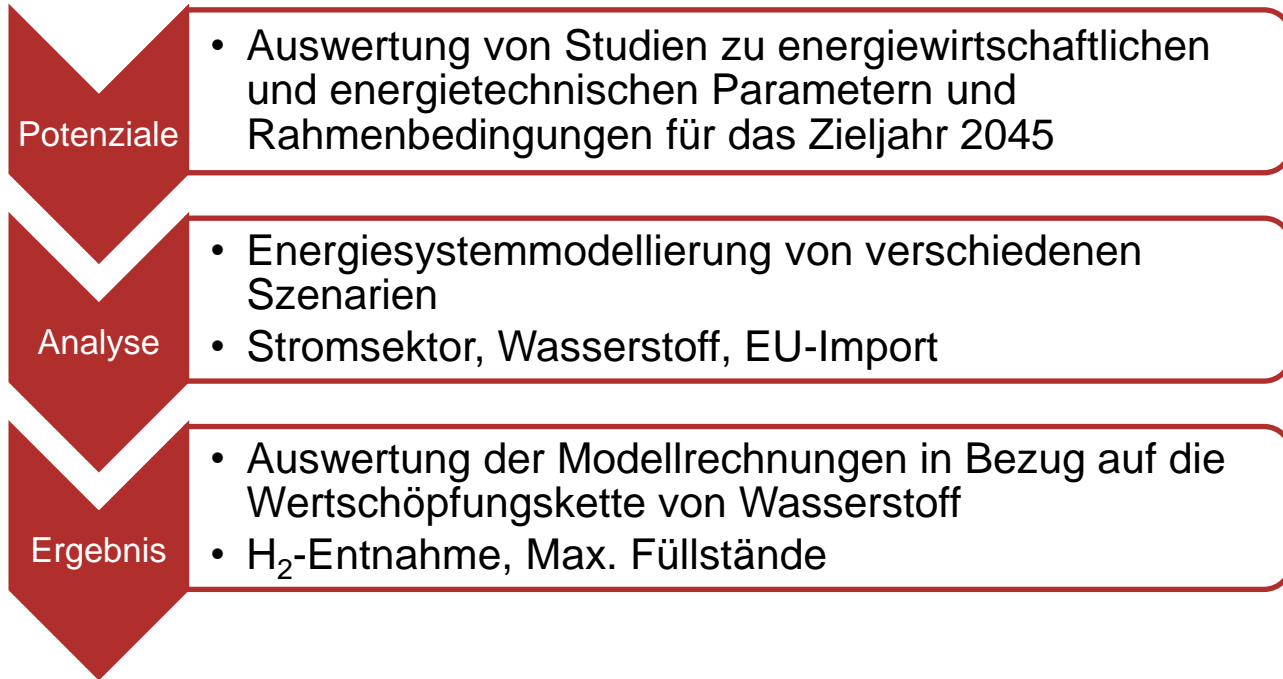 Potenziale
• Auswertung von Studien zu energiewirtschaftlichen
und energietechnischen Parametern und
Rahmenbedingungen für das Zieljahr 2045
Analyse
• Energiesystemmodellierung von verschiedenen
Szenarien
• Stromsektor, Wasserstoff, EU-Import
Ergebnis
• Auswertung der Modellrechnungen in Bezug auf die
Wertschöpfungskette von Wasserstoff
• H₂-Entnahme, Max. Füllstände